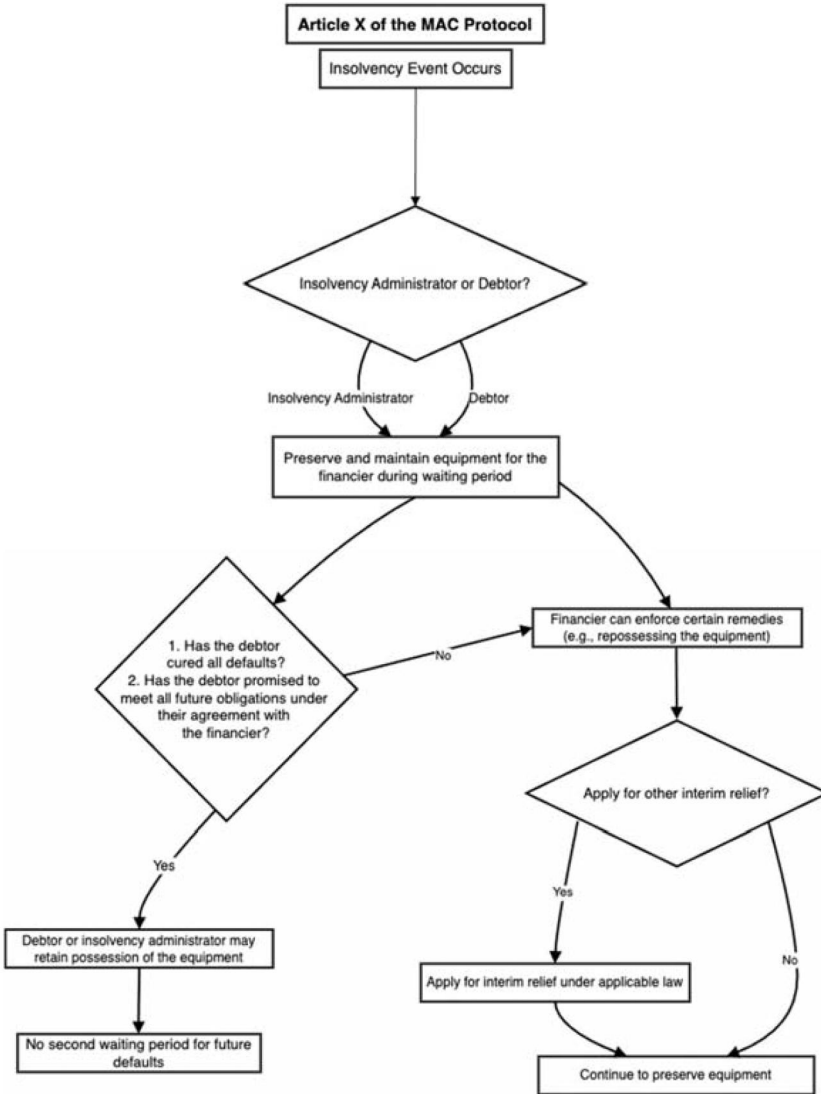 Article X of the MAC Protocol
Insolvency Event Occurs
Insolvency Administrator or Debtor?
Insolvency Administrator
Debtor
Preserve and maintain equipment for the
financier during waiting period
1. Has the debtor
cured all defaults?
2. Has the debtor promised to
meet all future obligations under
their agreement with
the financier?
No
Financier can enforce certain remedies
(e.g., repossessing the equipment)
Apply for other interim relief?
Yes
Yes
No
Debtor or insolvency administrator may
retain possession of the equipment
Apply for interim relief under applicable law
No second waiting period for future
defaults
Continue to preserve equipment